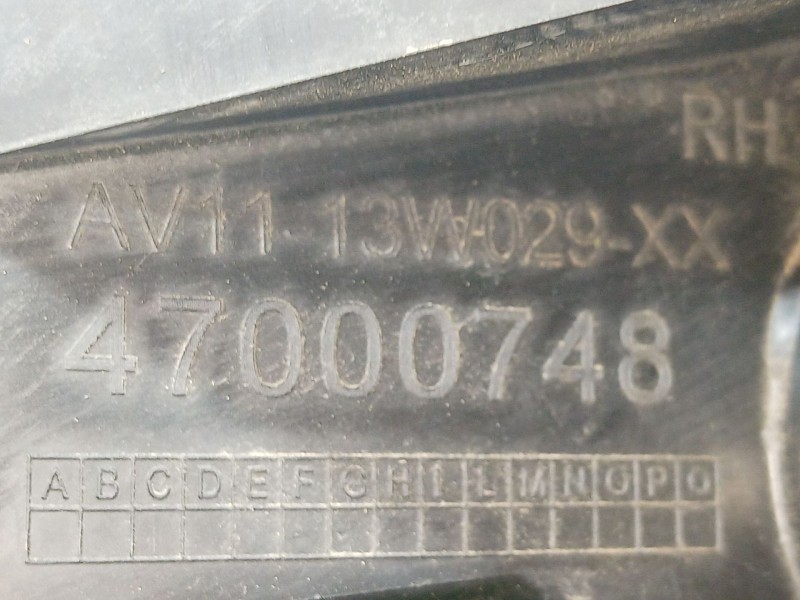 RH
AV11-13W029-XX
47000748
A B C D E F G H I L M N O P Q